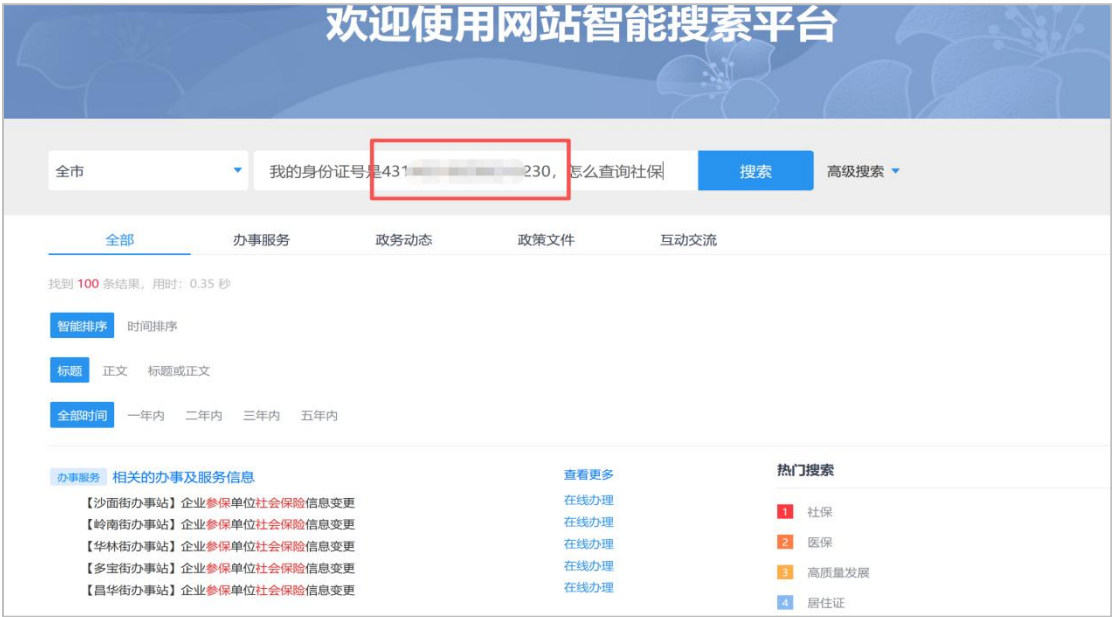 欢迎使用网站智能搜索平台
全市 我的身份证号是431 230，怎么查询社保 搜索 高级搜索
全部 办事服务 政务动态 政策文件 互动交流
找到 100 条结果，用时：0.35 秒
智能排序 时间排序
标题 正文 标题或正文
全部时间 一年内 二年内 三年内 五年内
办事服务 相关的办事及服务信息 查看更多
【沙面街办事站】企业参保单位社会保险信息变更 在线办理
【岭南街办事站】企业参保单位社会保险信息变更 在线办理
【华林街办事站】企业参保单位社会保险信息变更 在线办理
【多宝街办事站】企业参保单位社会保险信息变更 在线办理
【昌华街办事站】企业参保单位社会保险信息变更 在线办理
热门搜索
1 社保
2 医保
3 高质量发展
4 居住证